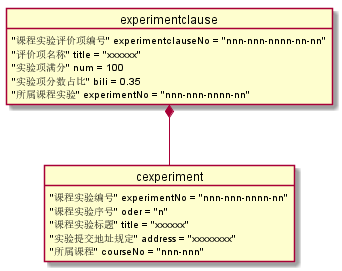 experimentclause
"课程实验评价项编号" experimentclauseNo = "nnn-nnn-nnnn-nn-nn"
"评价项名称" title = "xxxxx"
"实验项满分" num = 100
"实验项分数占比" bili = 0.35
"所属课程实验" experimentNo = "nnn-nnn-nnnn-nn"
cexperiment
"课程实验编号" experimentNo = "nnn-nnn-nnnn-nn"
"课程实验序号" oder = "n"
"课程实验标题" title = "xxxxx"
"实验提交地址规定" address = "xxxxxxxx"
"所属课程" courseNo = "nnn-nnn"